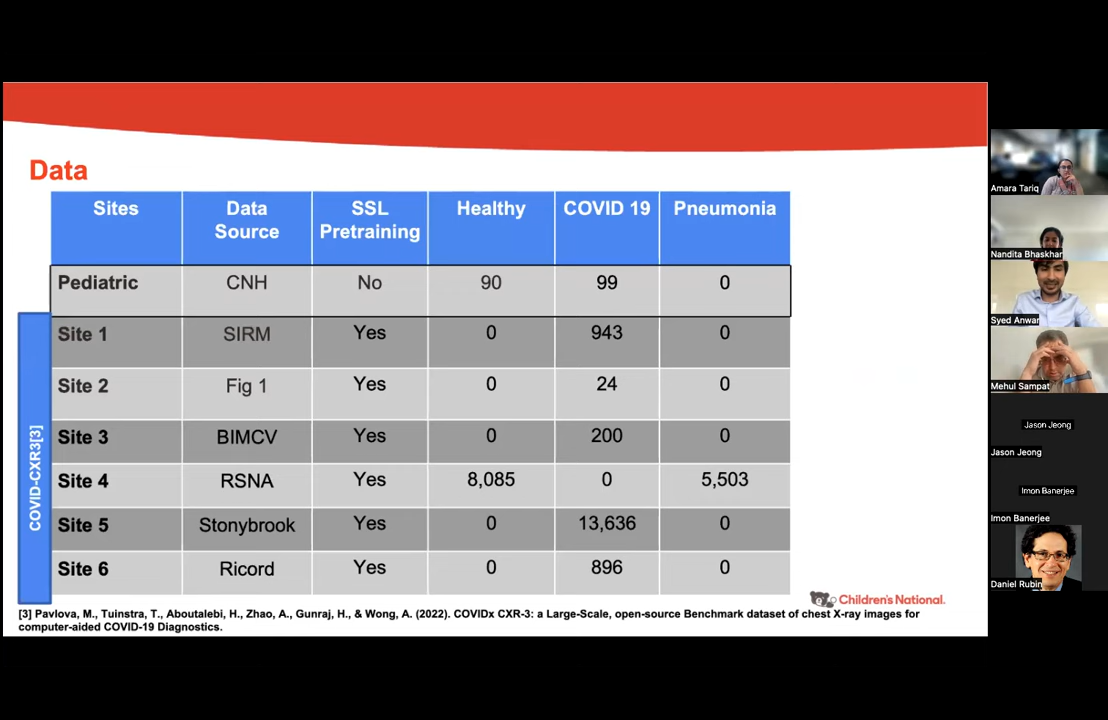 Data
Sites Data Source SSL Pretraining Healthy COVID 19 Pneumonia
Pediatric CNH No 90 99 0
Site 1 SIRM Yes 0 943 0
Site 2 Fig 1 Yes 0 24 0
Site 3 BIMCV Yes 0 200 0
Site 4 RSNA Yes 8,085 0 5,503
Site 5 Stonybrook Yes 0 13,636 0
Site 6 Ricord Yes 0 896 0
COVID-CXR3[3]
Children's National.
[3] Pavlova, M., Tuinstra, T., Aboutalebi, H., Zhao, A., Gunraj, H., & Wong, A. (2022). COVIDx CXR-3: a Large-Scale, open-source Benchmark dataset of chest X-ray images for
computer-aided COVID-19 Diagnostics.
Amara Tariq
Nandita Bhaskhar
Syed Anwar
Mehul Sampat
Jason Jeong
Jason Jeong
Imon Banerjee
Imon Banerjee
Daniel Rubin